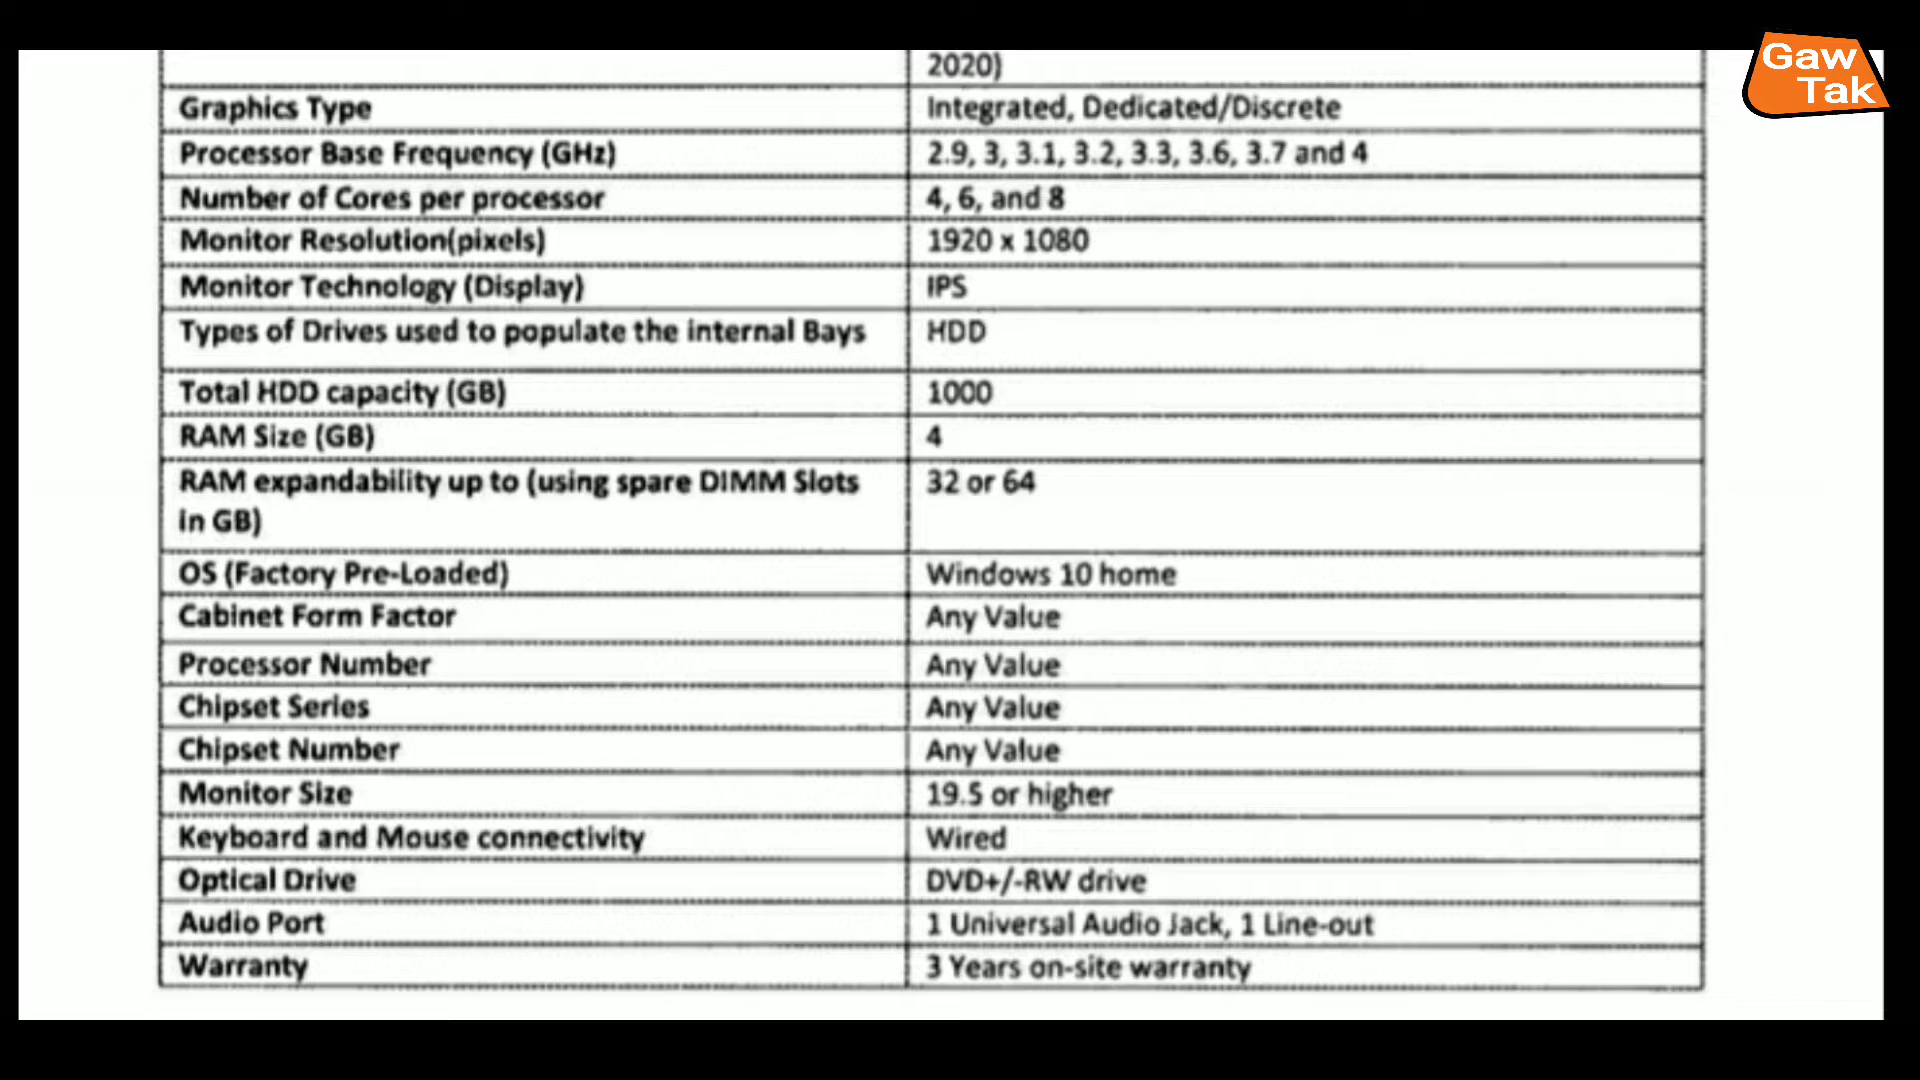 Gaw
Tak
2020)
Graphics Type Integrated, Dedicated/Discrete
Processor Base Frequency (GHz) 2.9, 3, 3.1, 3.2, 3.3, 3.6, 3.7 and 4
Number of Cores per processor 4, 6, and 8
Monitor Resolution(pixels) 1920 x 1080
Monitor Technology (Display) IPS
Types of Drives used to populate the internal Bays HDD
Total HDD capacity (GB) 1000
RAM Size (GB) 4
RAM expandability up to (using spare DIMM Slots 32 or 64
in GB)
OS (Factory Pre-Loaded) Windows 10 home
Cabinet Form Factor Any Value
Processor Number Any Value
Chipset Series Any Value
Chipset Number Any Value
Monitor Size 19.5 or higher
Keyboard and Mouse connectivity Wired
Optical Drive DVD+/-RW drive
Audio Port 1 Universal Audio Jack, 1 Line-out
Warranty 3 Years on-site warranty